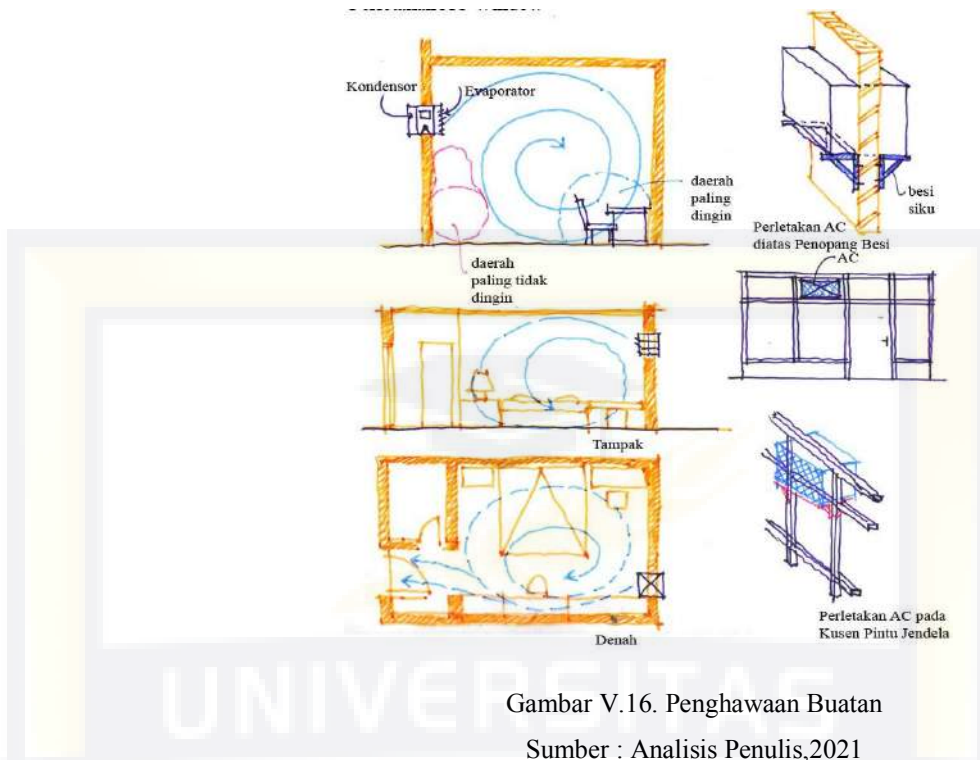 Kondensor
Evaporator
daerah
paling
dingin
daerah
paling tidak
dingin
besi
siku
Perletakan AC
diatas Penopang Besi
AC
Tampak
Denah
Perletakan AC pada
Kusen Pintu Jendela
UNIVERSITAS
Gambar V.16. Penghawaan Buatan
Sumber : Analisis Penulis,2021